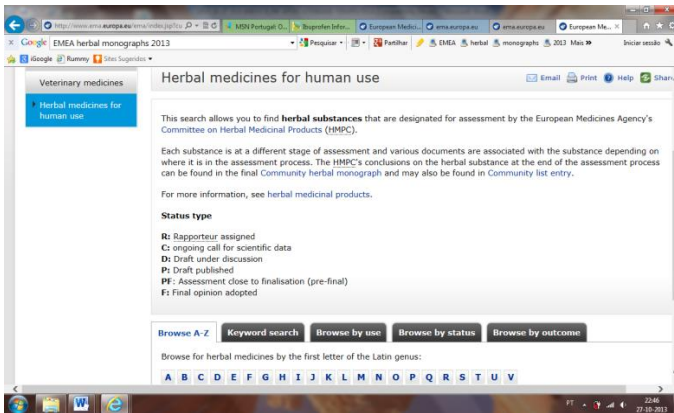 http://www.ema.europa.eu/ema/index.jsp?cu
MSN Portugal O...
Ibuprofen Infor...
European Medici...
ema.europa.eu
ema.europa.eu
European Me...
Google
EMEA herbal monographs 2013
Pesquisar
Partilhar
EMEA
herbal
monographs
2013
Mais »
Iniciar sessão
iGoogle
Rummy
Sites Sugeridos
Veterinary medicines
Herbal medicines for
human use
Herbal medicines for human use
Email
Print
Help
Share
This search allows you to find herbal substances that are designated for assessment by the European Medicines Agency's
Committee on Herbal Medicinal Products (HMPC).
Each substance is at a different stage of assessment and various documents are associated with the substance depending on
where it is in the assessment process. The HMPC's conclusions on the herbal substance at the end of the assessment process
can be found in the final Community herbal monograph and may also be found in Community list entry.
For more information, see herbal medicinal products.
Status type
R: Rapporteur assigned
C: ongoing call for scientific data
D: Draft under discussion
P: Draft published
PF: Assessment close to finalisation (pre-final)
F: Final opinion adopted
Browse A-Z
Keyword search
Browse by use
Browse by status
Browse by outcome
Browse for herbal medicines by the first letter of the Latin genus:
A B C D E F G H I J K L M N O P Q R S T U V
PT
22:46
27-10-2013